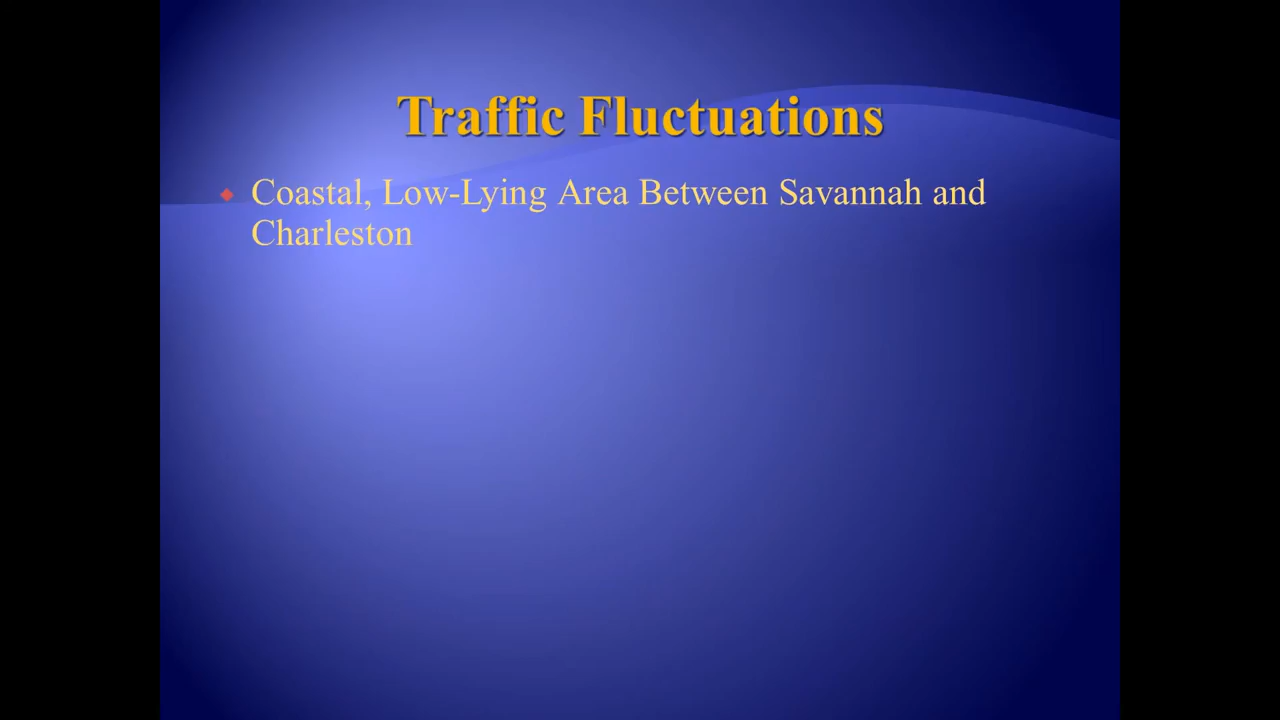 Traffic Fluctuations
Coastal, Low-Lying Area Between Savannah and
Charleston